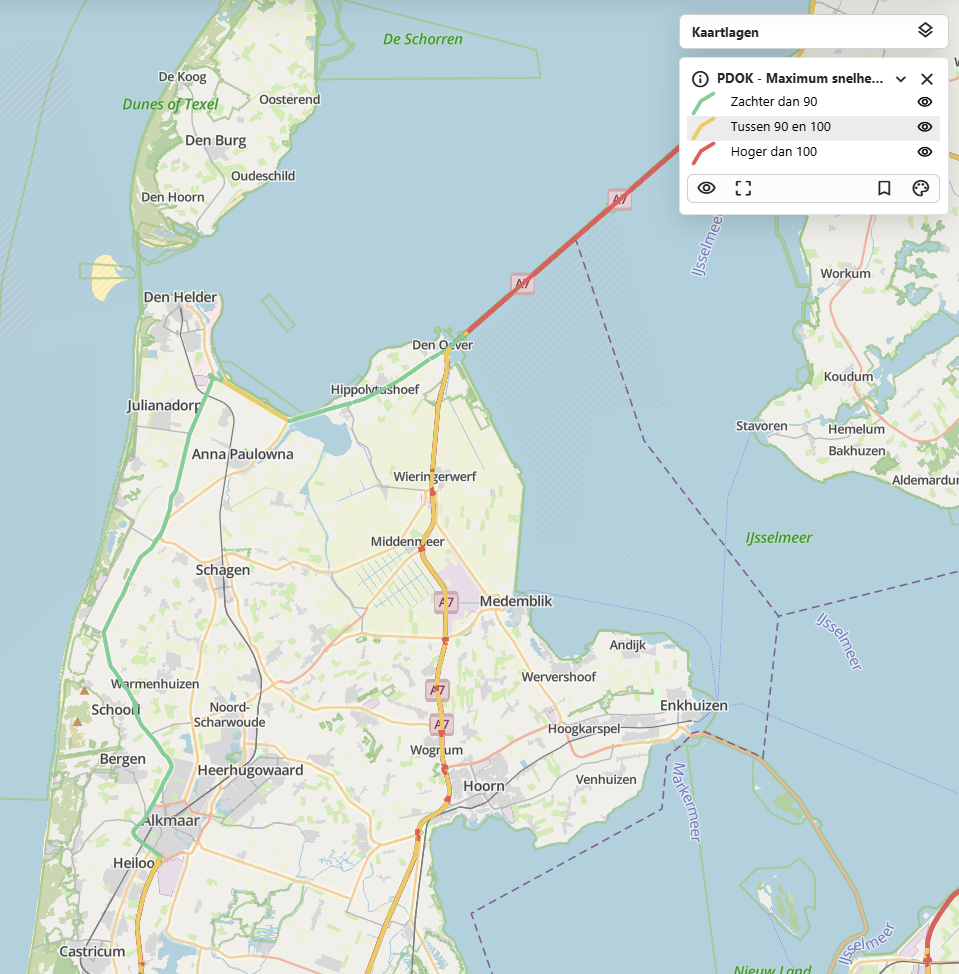 De Schorren
Kaartlagen
De Koog
Dunes of Texel
Oosterend
PDOK - Maximum snelhe...
Zachter dan 90
Tussen 90 en 100
Hoger dan 100
Den Burg
Oudeschild
Den Hoorn
A7
IJsselmeer
Workum
A7
Den Helder
Den Oever
Hippolytushoef
Koudum
Julianadorp
Stavoren
Hemelum
Bakhuzen
Anna Paulowna
Wieringerwerf
Aldemardum
IJsselmeer
Middenmeer
Schagen
A7
Medemblik
IJsselmeer
Andijk
Warmenhuizen
Wervershoof
A7
Schoorl
Noord-
Scharwoude
Enkhuizen
A7
Hoogkarspel
Wognum
Bergen
Heerhugowaard
Venhuizen
Hoorn
Markermeer
Alkmaar
Heiloo
Castricum
IJsselmeer
Nieuw Land